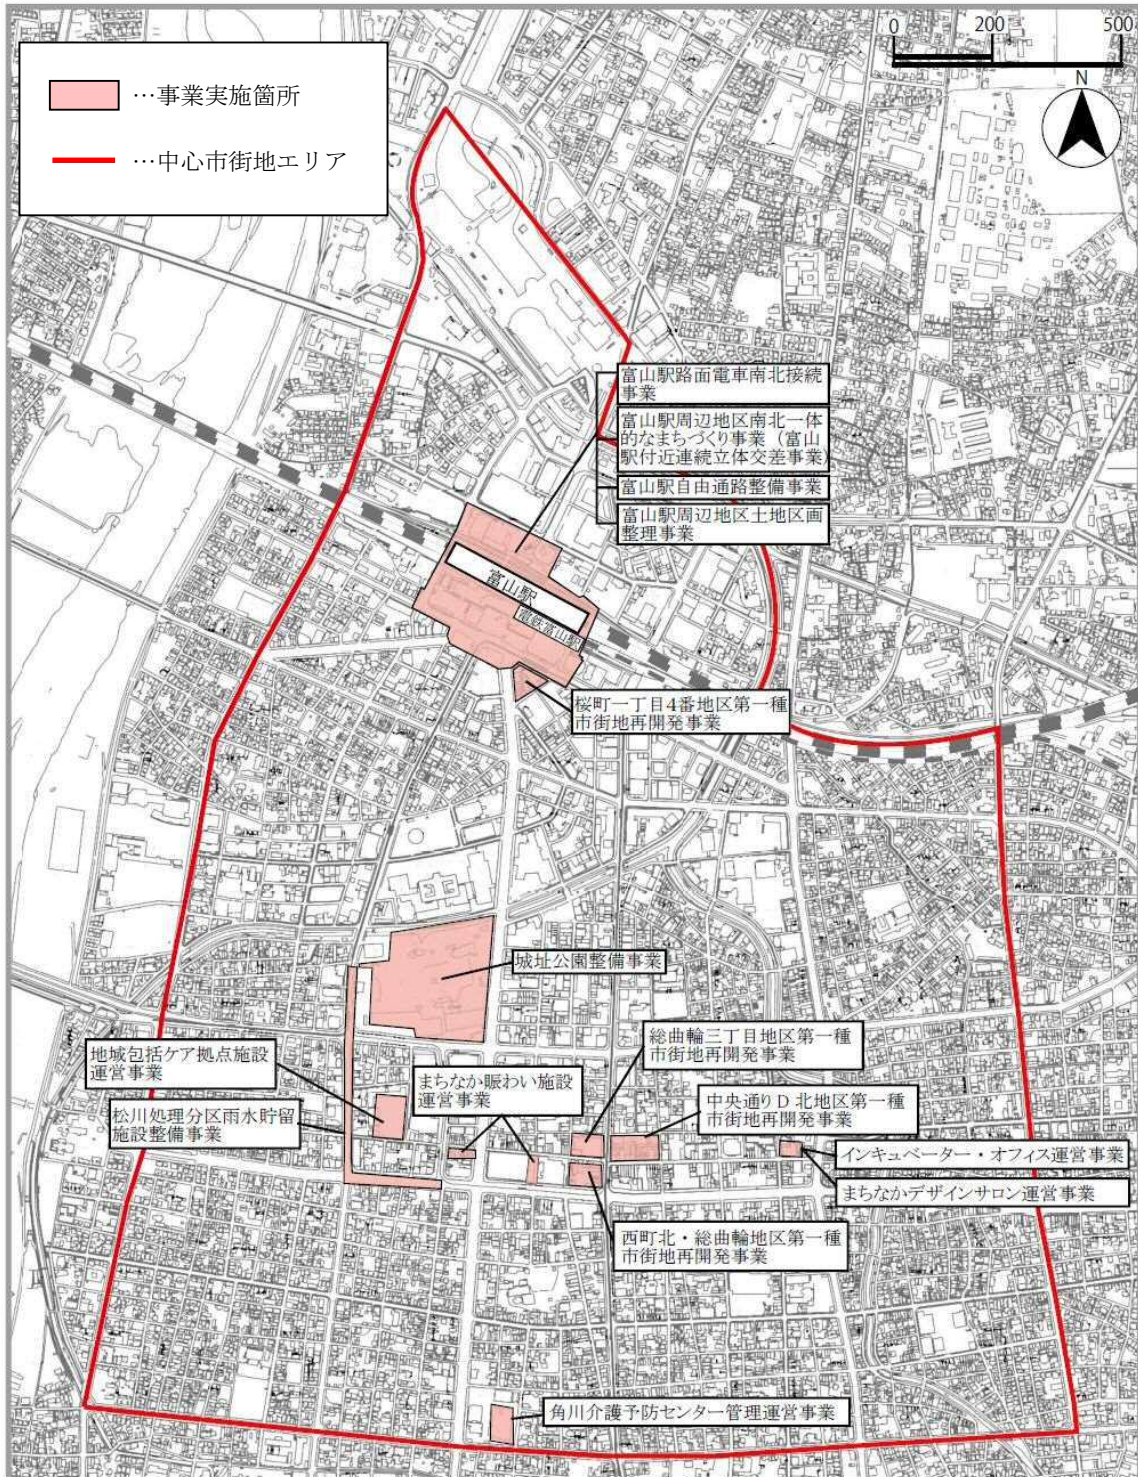 0 200 500
N
…事業実施箇所
…中心市街地エリア
富山駅路面電車南北接続
事業
富山駅周辺地区南北一体
的なまちづくり事業（富山
駅付近連続立体交差事業）
富山駅自由通路整備事業
富山駅周辺地区土地区画
整理事業
富山駅
電鉄富山駅
桜町一丁目4番地区第一種
市街地再開発事業
城址公園整備事業
総曲輪三丁目地区第一種
市街地再開発事業
地域包括ケア拠点施設
運営事業
まちなか賑わい施設
運営事業
中央通りD北地区第一種
市街地再開発事業
松川処理分区雨水貯留
施設整備事業
インキュベーター・オフィス運営事業
まちなかデザインサロン運営事業
西町北・総曲輪地区第一種
市街地再開発事業
角川介護予防センター管理運営事業